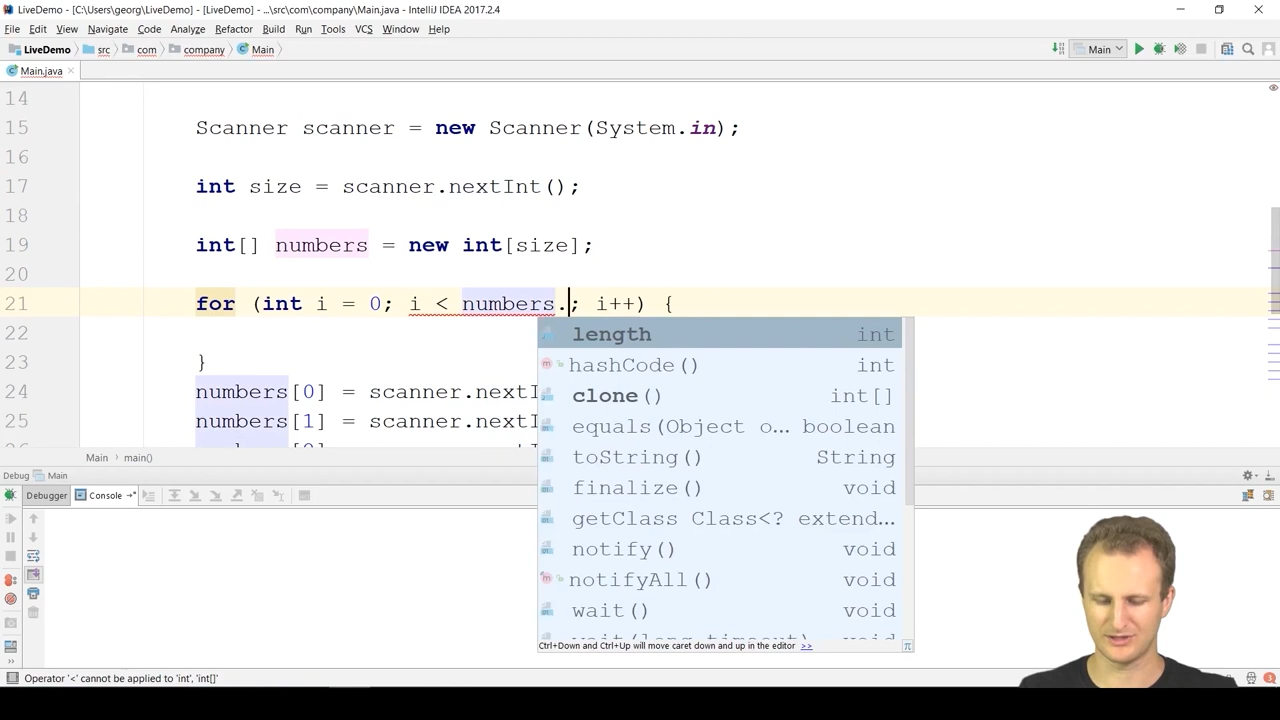 LiveDemo - [C:\Users\georg\LiveDemo] - [LiveDemo] - ...\src\com\company\Main.java - IntelliJ IDEA 2017.2.4
File Edit View Navigate Code Analyze Refactor Build Run Tools VCS Window Help
LiveDemo src com company Main Main
Main.java
14
15 Scanner scanner = new Scanner(System.in);
16
17 int size = scanner.nextInt();
18
19 int[] numbers = new int[size];
20
21 for (int i = 0; i < numbers.; i++) {
22
length int
hashCode() int
23 }
clone() int[]
24 numbers[0] = scanner.nextI
25 numbers[1] = scanner.nextI
equals(Object o... boolean
toString() String
finalize() void
getClass Class<? extend...
notify() void
notifyAll() void
wait() void
wait(long timeout) void
Ctrl+Down and Ctrl+Up will move caret down and up in the editor >>
Main main()
Debug Main
Debugger Console
Operator '<' cannot be applied to 'int', 'int[]'